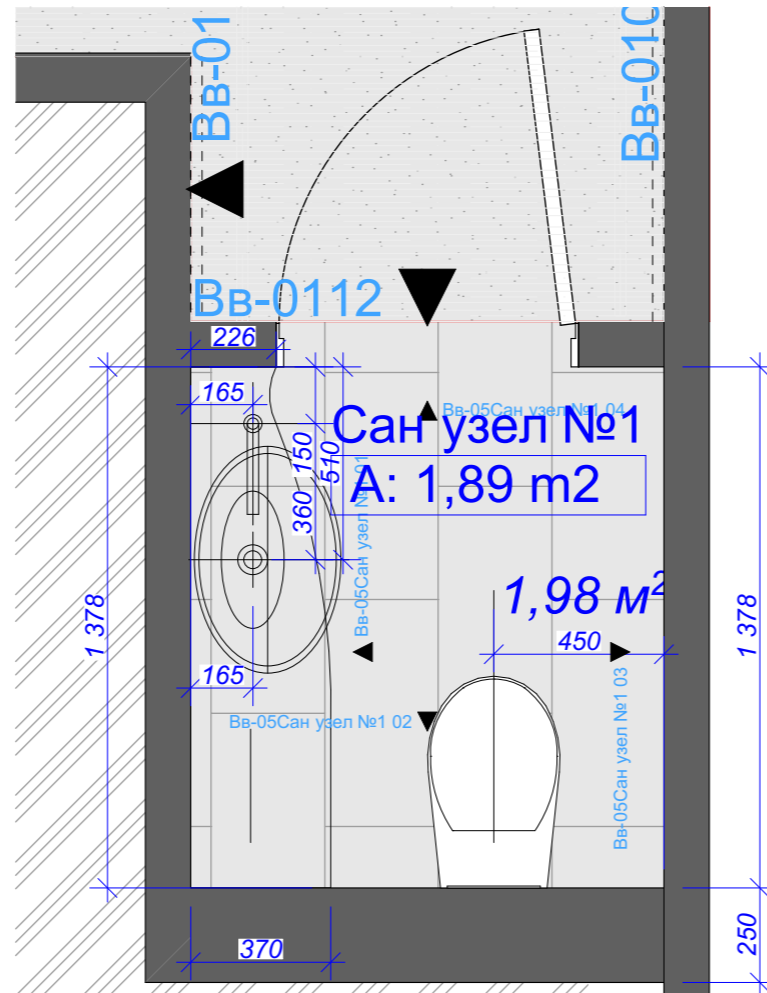 Вв-01
Вв-010
Вв-0112
226
165
150
510
360
Вв-05Сан узел №1 04
Сан узел №1
A: 1,89 m2
Вв-05Сан узел №1 01
1,98 м²
450
1 378
1 378
165
Вв-05Сан узел №1 02
Вв-05Сан узел №1 03
370
250